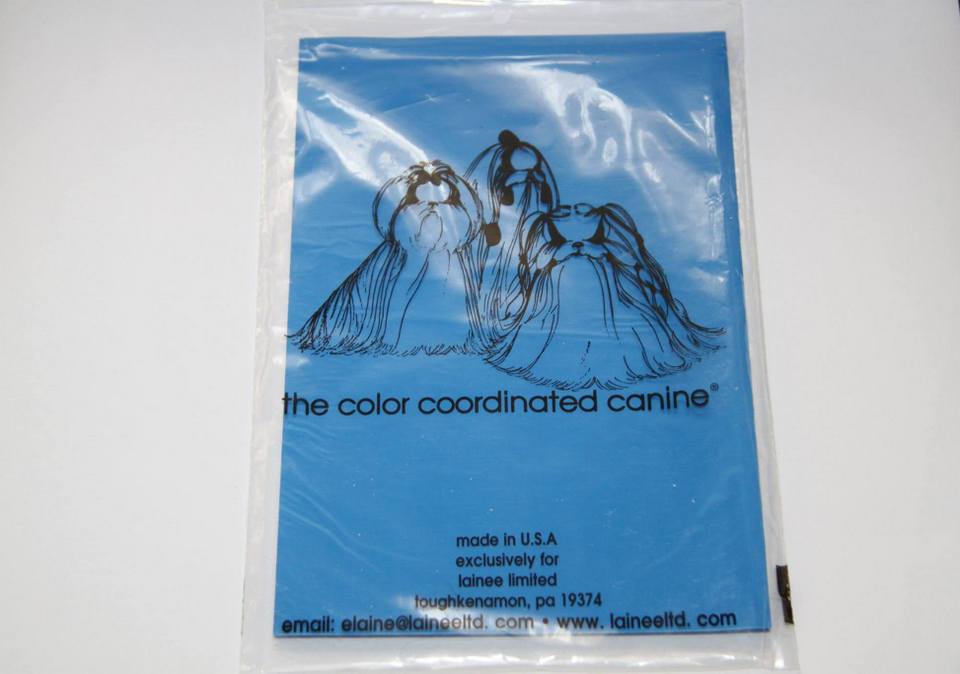 the color coordinated canine®
made in U.S.A
exclusively for
lainee limited
toughkenamon, pa 19374
email: elaine@laineeltd. com • www. laineeltd. com